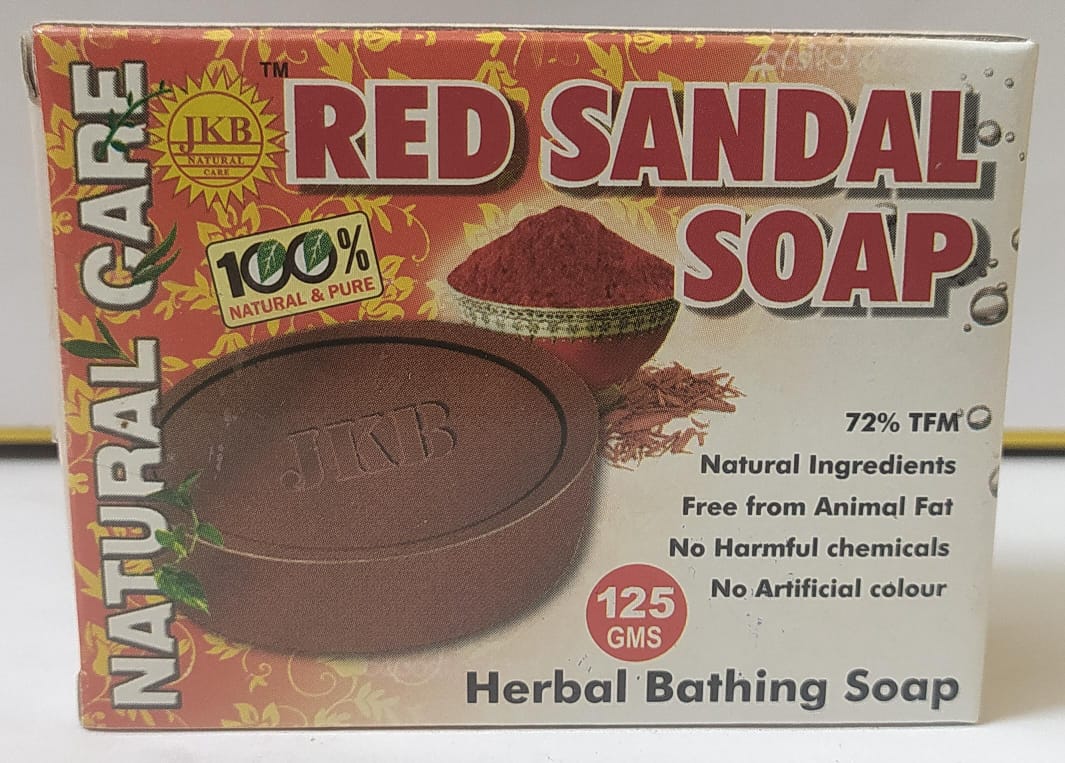 NATURAL CARE
JKB
NATURAL
CARE
™
RED SANDAL
SOAP
100%
NATURAL & PURE
JKB
72% TFM
Natural Ingredients
Free from Animal Fat
No Harmful chemicals
No Artificial colour
125
GMS
Herbal Bathing Soap